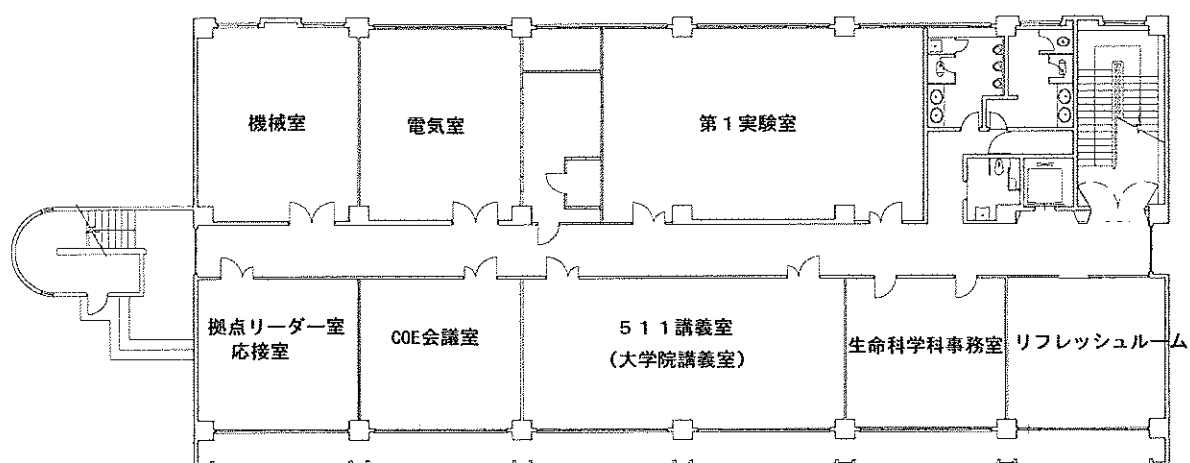 機械室
電気室
第１実験室
拠点リーダー室
応接室
COE会議室
５１１講義室
（大学院講義室）
生命科学科事務室
リフレッシュルーム